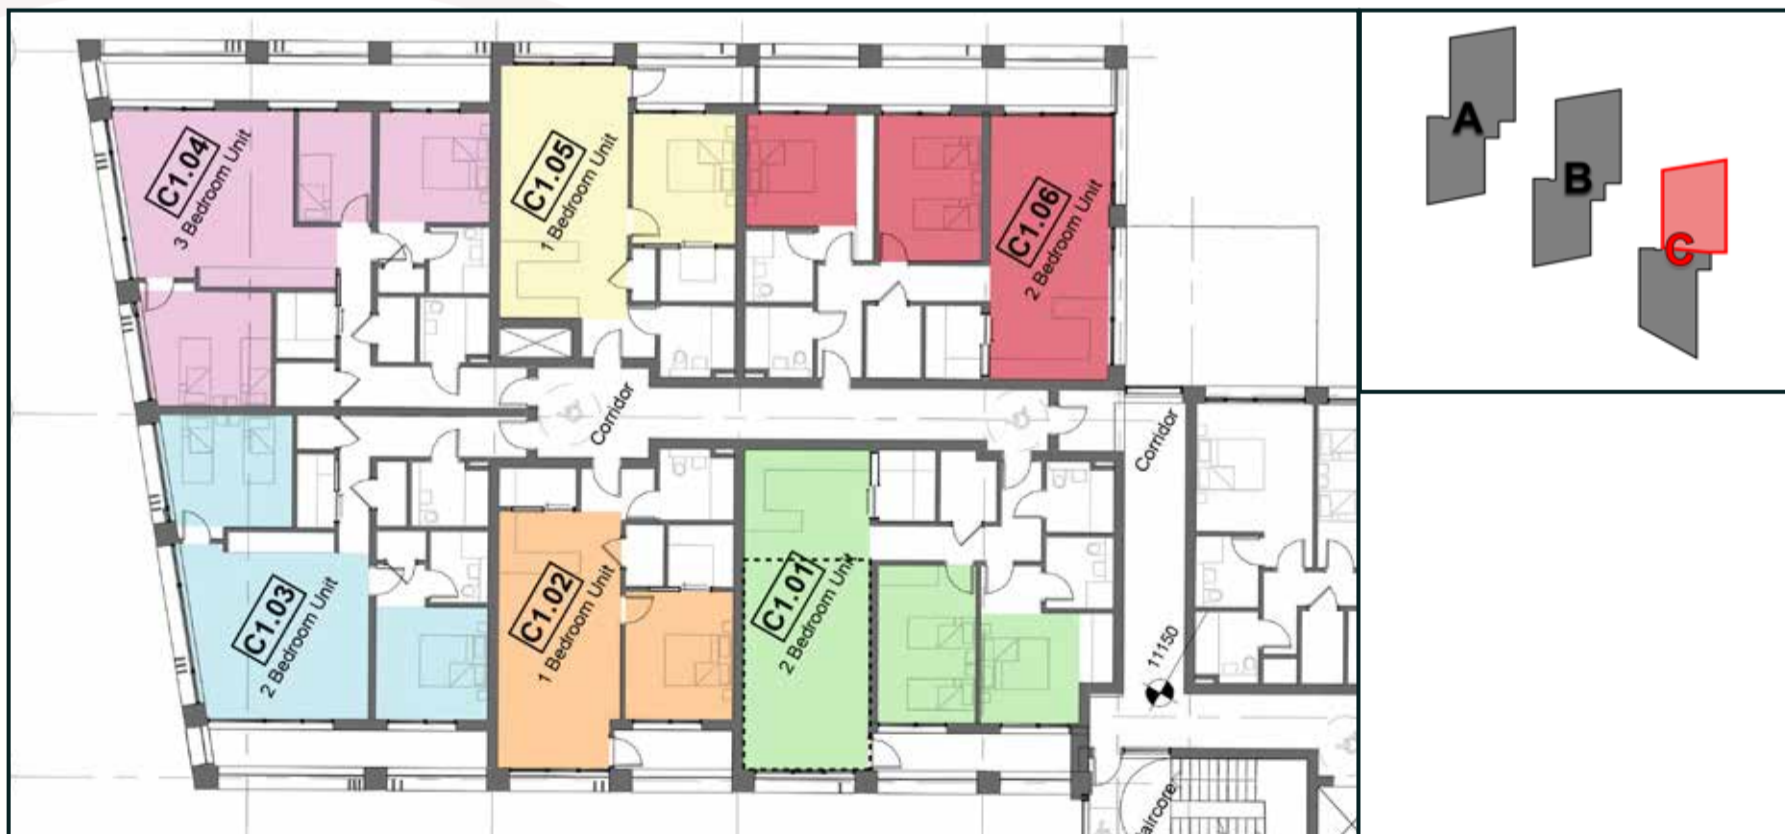 C1.04
3 Bedroom Unit
C1.05
1 Bedroom Unit
C1.06
2 Bedroom Unit
Corridor
Corridor
C1.03
2 Bedroom Unit
C1.02
1 Bedroom Unit
C1.01
2 Bedroom Unit
11150
aircore
A
B
C